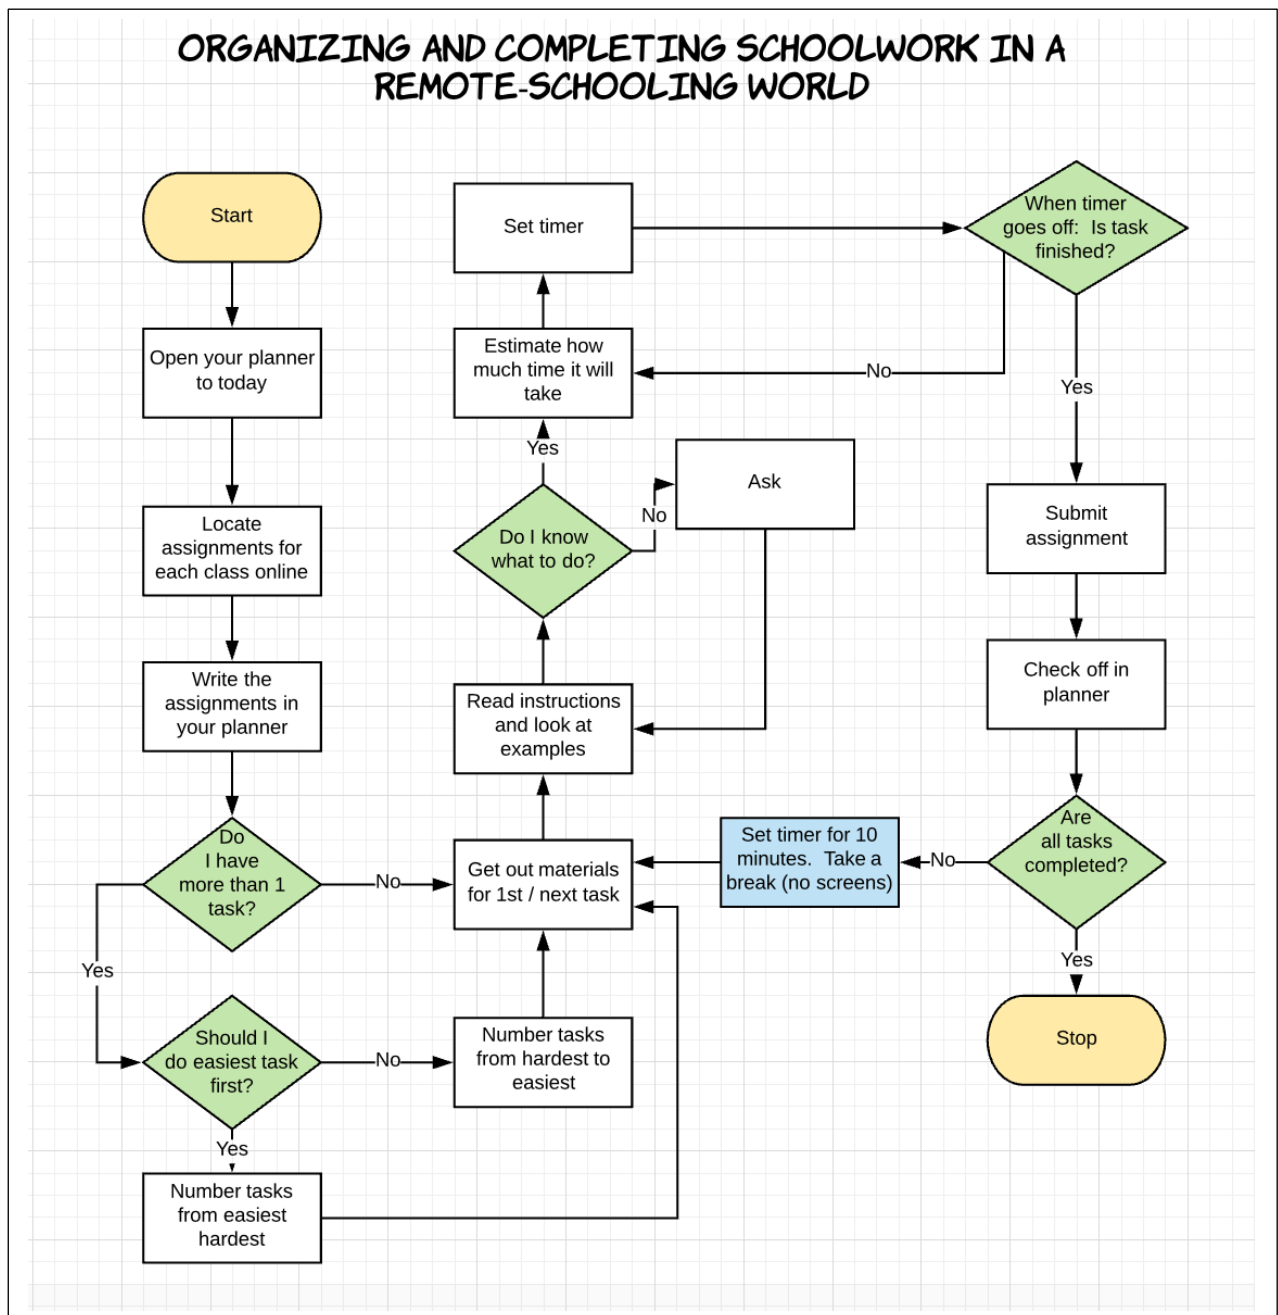 ORGANIZING AND COMPLETING SCHOOLWORK IN A
REMOTE-SCHOOLING WORLD
Start
Open your planner
to today
Locate
assignments for
each class online
Write the
assignments in
your planner
Do
I have
more than 1
task?
No
Yes
Should I
do easiest task
first?
No
Yes
Number tasks
from easiest
hardest
Number tasks
from hardest to
easiest
Get out materials
for 1st / next task
Read instructions
and look at
examples
Do I know
what to do?
No
Ask
Yes
Estimate how
much time it will
take
Set timer
When timer
goes off:  Is task
finished?
No
Yes
Submit
assignment
Check off in
planner
Are
all tasks
completed?
No
Set timer for 10
minutes.  Take a
break (no screens)
Yes
Stop